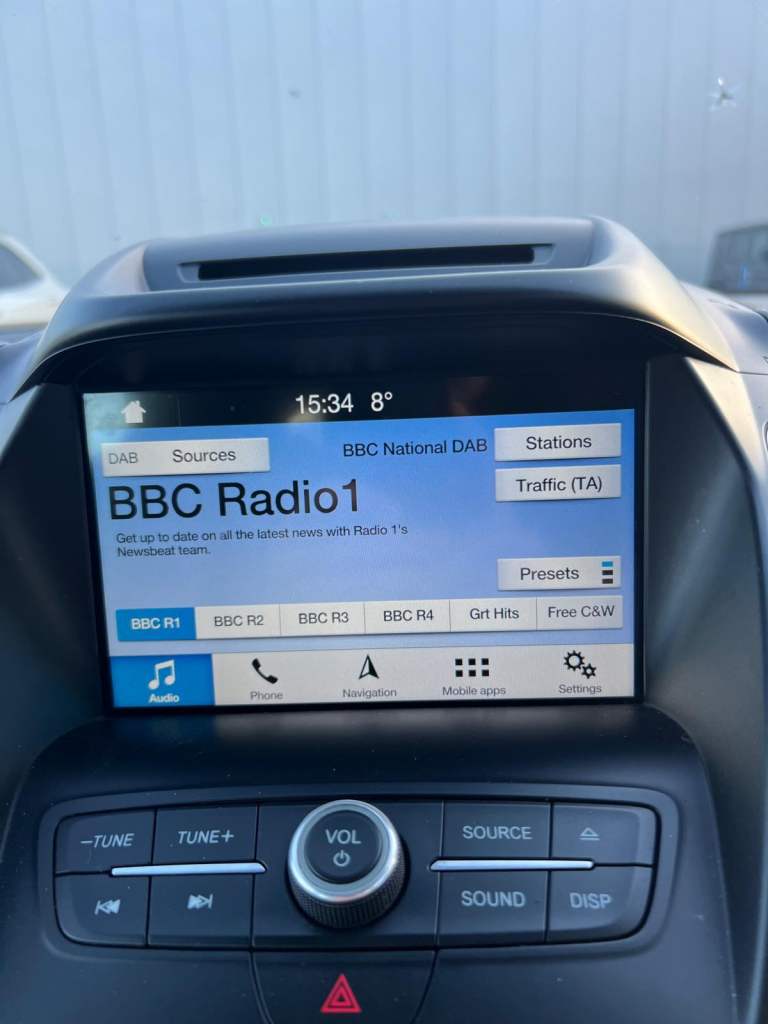 15:34 8°
DAB Sources
BBC National DAB
Stations
BBC Radio1
Traffic (TA)
Get up to date on all the latest news with Radio 1's
Newsbeat team.
Presets
BBC R1 BBC R2 BBC R3 BBC R4 Grt Hits Free C&W
Audio Phone Navigation Mobile apps Settings
−TUNE TUNE+ VOL SOURCE
SOUND DISP